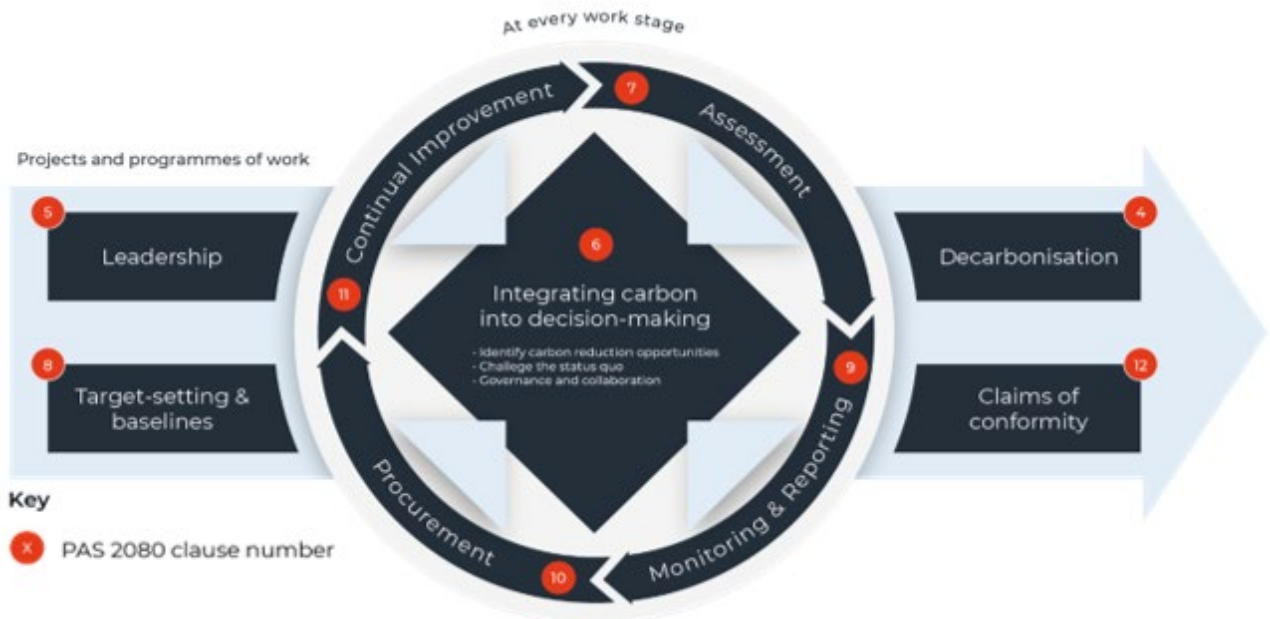 At every work stage
Projects and programmes of work
5
Leadership
8
Target-setting &
baselines
11
Continual Improvement
7
Assessment
6
Integrating carbon
into decision-making
- Identify carbon reduction opportunities
- Challege the status quo
- Governance and collaboration
9
Monitoring & Reporting
10
Procurement
4
Decarbonisation
12
Claims of
conformity
Key
X PAS 2080 clause number